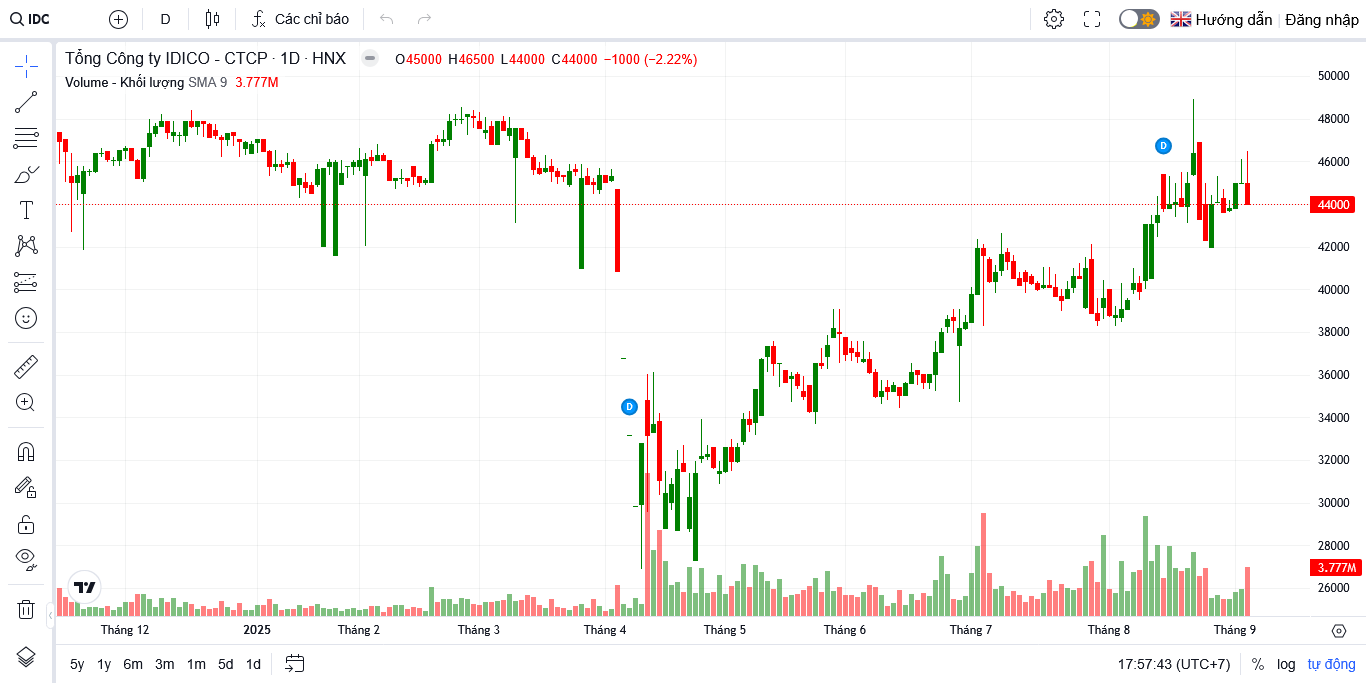 IDC D Các chỉ báo Hướng dẫn Đăng nhập
Tổng Công ty IDICO - CTCP · 1D · HNX O45000 H46500 L44000 C44000 −1000 (−2.22%)
Volume - Khối lượng SMA 9 3.777M
50000
48000
46000
44000
42000
40000
38000
36000
34000
32000
30000
28000
3.777M
26000
D
D
Tháng 12 2025 Tháng 2 Tháng 3 Tháng 4 Tháng 5 Tháng 6 Tháng 7 Tháng 8 Tháng 9
5y 1y 6m 3m 1m 5d 1d 17:57:43 (UTC+7) % log tự động